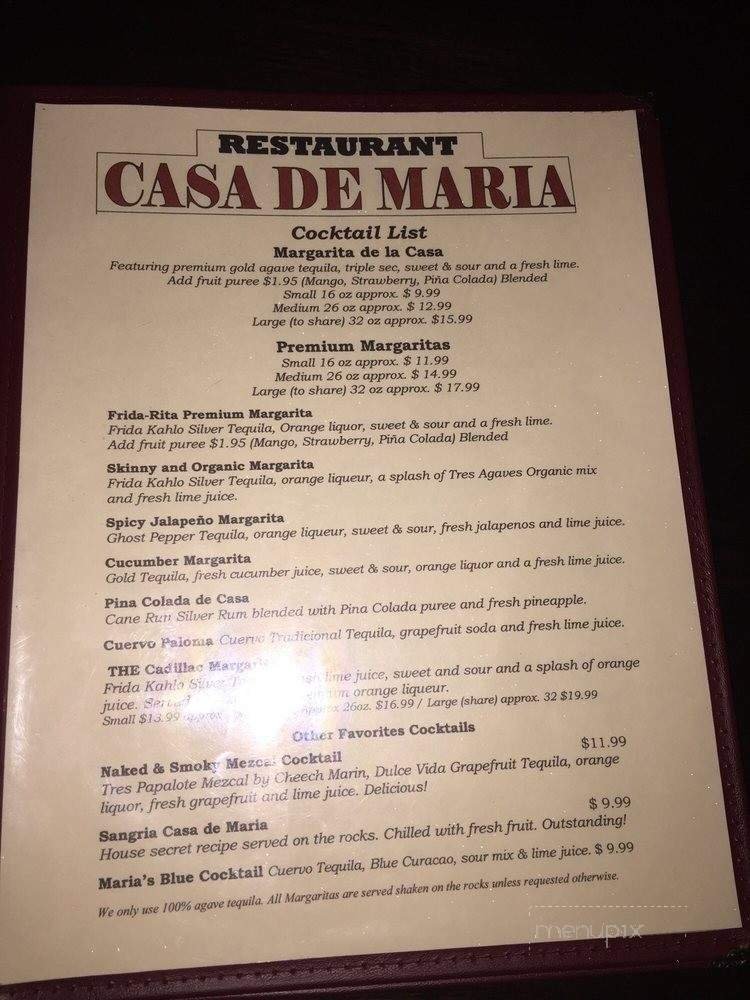 RESTAURANT
CASA DE MARIA
Cocktail List
Margarita de la Casa
Featuring premium gold agave tequila, triple sec, sweet & sour and a fresh lime.
Add fruit puree $1.95 (Mango, Strawberry, Piña Colada) Blended
Small 16 oz approx. $ 9.99
Medium 26 oz approx. $ 12.99
Large (to share) 32 oz approx. $15.99
Premium Margaritas
Small 16 oz approx. $ 11.99
Medium 26 oz approx. $ 14.99
Large (to share) 32 oz approx. $ 17.99
Frida-Rita Premium Margarita
Frida Kahlo Silver Tequila, Orange liquor, sweet & sour and a fresh lime.
Add fruit puree $1.95 (Mango, Strawberry, Piña Colada) Blended
Skinny and Organic Margarita
Frida Kahlo Silver Tequila, orange liqueur, a splash of Tres Agaves Organic mix
and fresh lime juice.
Spicy Jalapeño Margarita
Ghost Pepper Tequila, orange liqueur, sweet & sour, fresh jalapenos and lime juice.
Cucumber Margarita
Gold Tequila, fresh cucumber juice, sweet & sour, orange liquor and a fresh lime juice.
Pina Colada de Casa
Cane Run Silver Rum blended with Pina Colada puree and fresh pineapple.
Cuervo Paloma Cuervo Tradicional Tequila, grapefruit soda and fresh lime juice.
THE Cadillac Margarita
Frida Kahlo Silver lime juice, sweet and sour and a splash of orange
juice. Served orange liqueur.
Small $13.99 approx 26oz. $16.99 / Large (share) approx. 32 $19.99
Other Favorites Cocktails
Naked & Smoky Mezcal Cocktail $11.99
Tres Papalote Mezcal by Cheech Marin, Dulce Vida Grapefruit Tequila, orange
liquor, fresh grapefruit and lime juice. Delicious!
Sangria Casa de Maria $ 9.99
House secret recipe served on the rocks. Chilled with fresh fruit. Outstanding!
Maria's Blue Cocktail Cuervo Tequila, Blue Curacao, sour mix & lime juice. $ 9.99
We only use 100% agave tequila. All Margaritas are served shaken on the rocks unless requested otherwise.
menupix